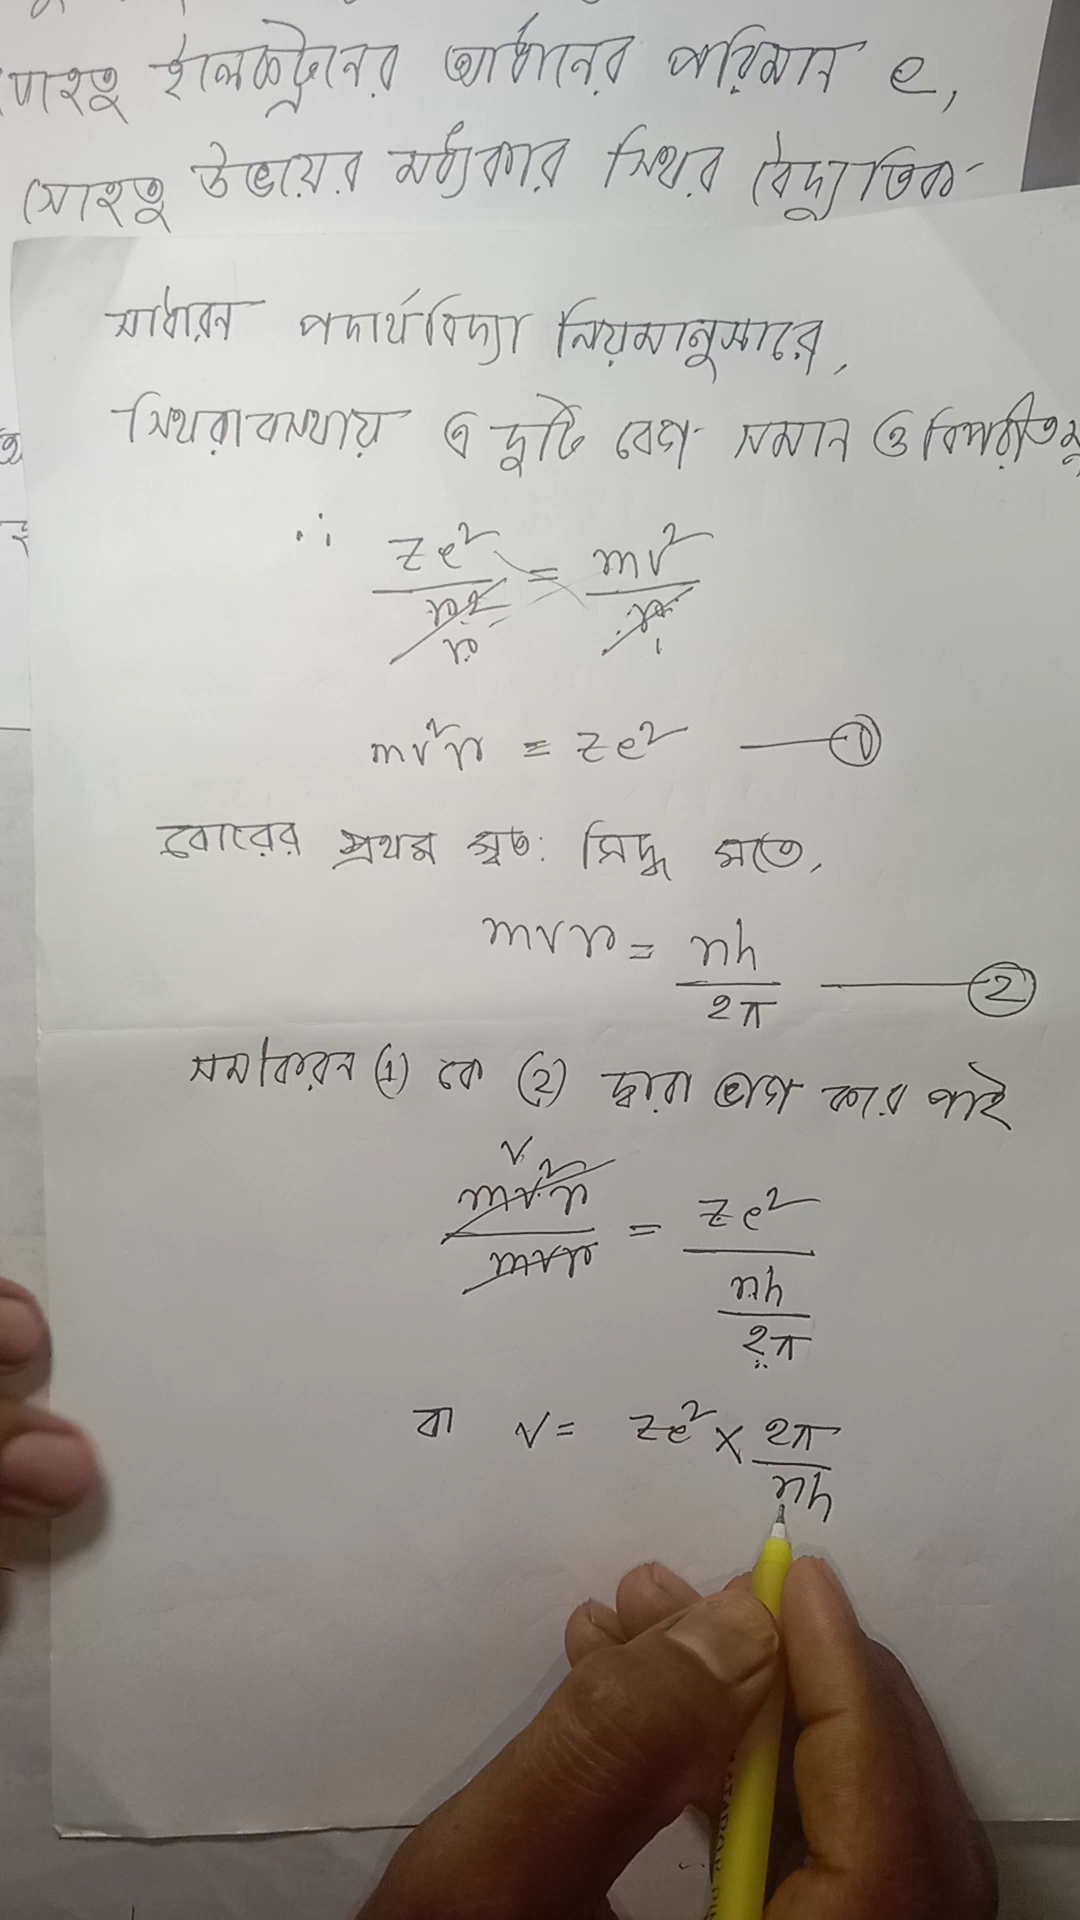 যেহেতু ইলেকট্রনের আধানের পরিমান e,
সেহেতু উভয়ের মধ্যকার স্থির বৈদ্যুতিক
সাধারন পদার্থবিদ্যা নিয়মানুসারে,
স্থিরাবস্থায় এ দুটি বেগ সমান ও বিপরীত
∴ ze²/r² = mv²/r
r 1
mv²r = ze² — ①
বোরের প্রথম স্বত: সিদ্ধ মতে,
mvr = nh/2π — ②
সমীকরন (1) কে (2) দ্বারা ভাগ করে পাই
v
mv²r/mvr = ze²/(nh/2π)
বা v = ze² × 2π/nh